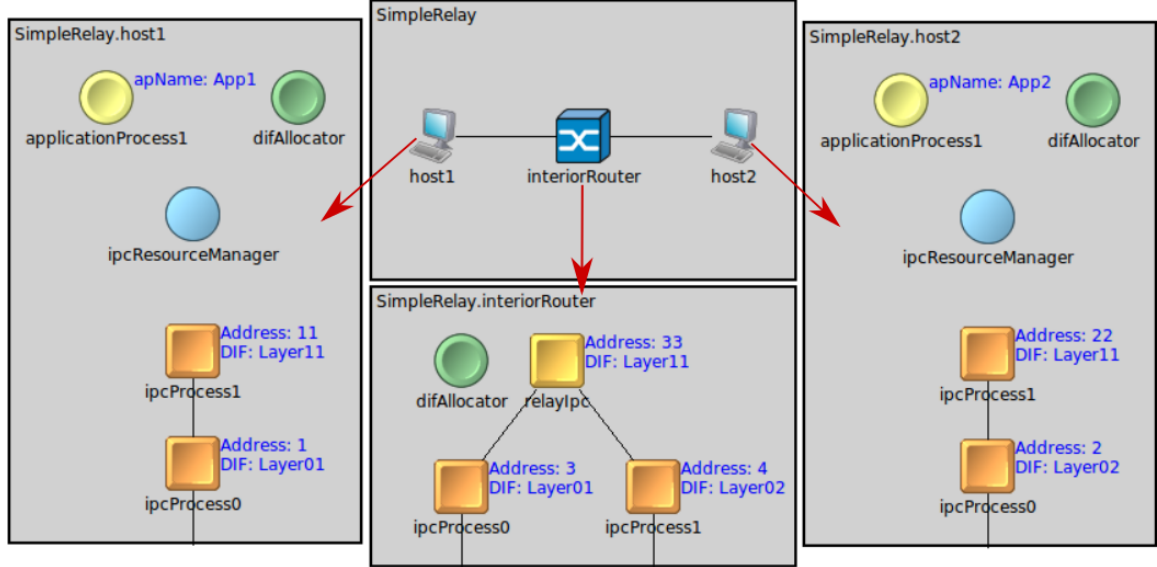 SimpleRelay.host1
apName: App1
applicationProcess1
difAllocator
ipcResourceManager
Address: 11
DIF: Layer11
ipcProcess1
Address: 1
DIF: Layer01
ipcProcess0
SimpleRelay
host1
interiorRouter
host2
SimpleRelay.interiorRouter
Address: 33
DIF: Layer11
difAllocator
relayIpc
Address: 3
DIF: Layer01
ipcProcess0
Address: 4
DIF: Layer02
ipcProcess1
SimpleRelay.host2
apName: App2
applicationProcess1
difAllocator
ipcResourceManager
Address: 22
DIF: Layer11
ipcProcess1
Address: 2
DIF: Layer02
ipcProcess0